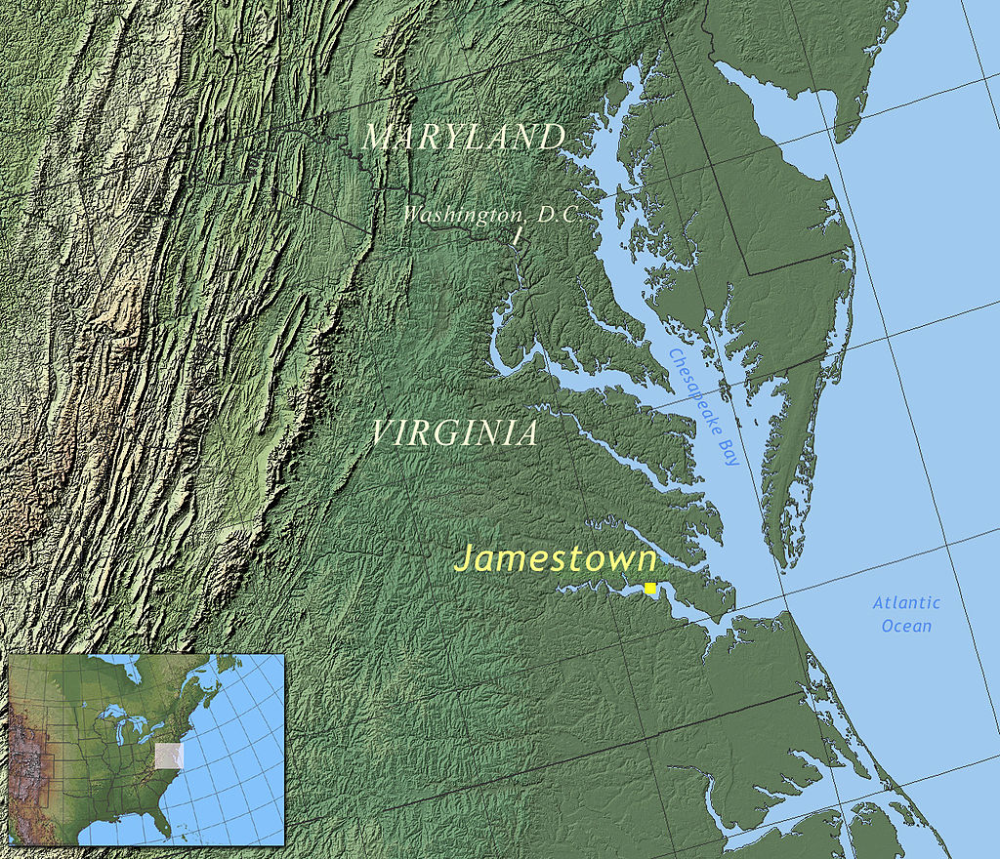 MARYLAND
Washington, D.C.
Chesapeake Bay
VIRGINIA
Jamestown
Atlantic
Ocean